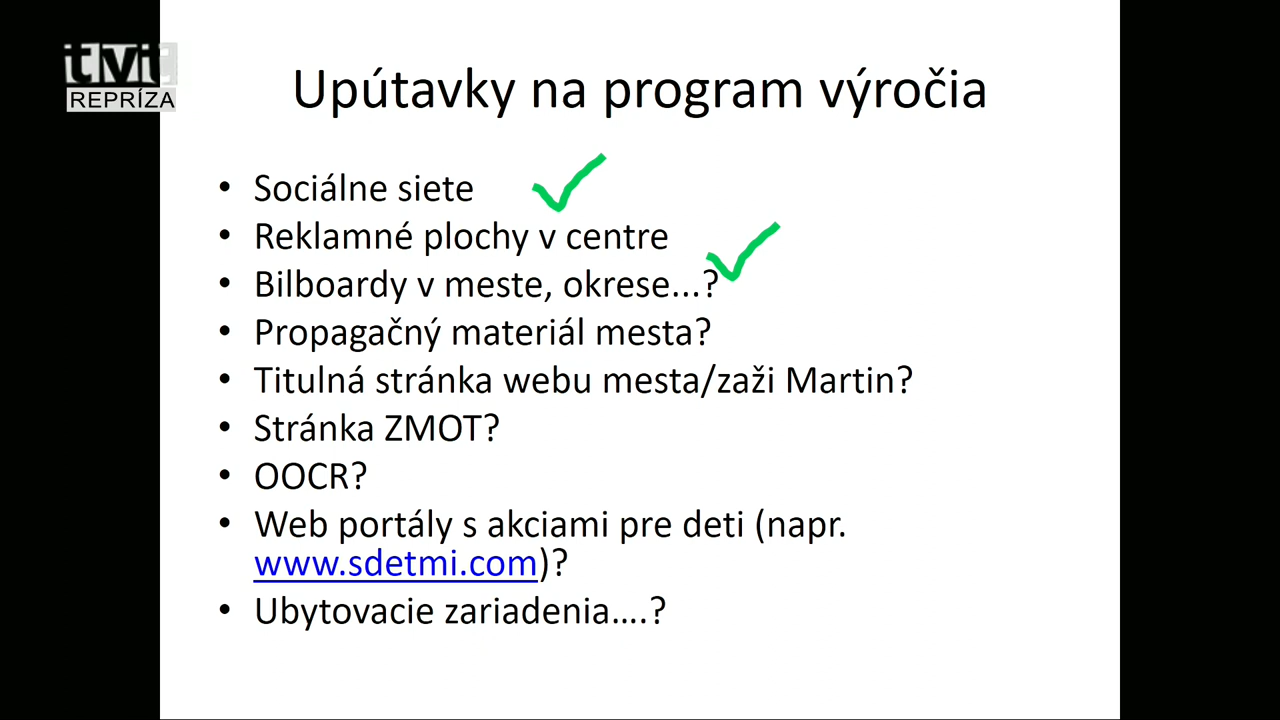 tvt
REPRÍZA
Upútavky na program výročia
• Sociálne siete
• Reklamné plochy v centre
• Bilboardy v meste, okrese...?
• Propagačný materiál mesta?
• Titulná stránka webu mesta/zaži Martin?
• Stránka ZMOT?
• OOCR?
• Web portály s akciami pre deti (napr.
www.sdetmi.com)?
• Ubytovacie zariadenia....?